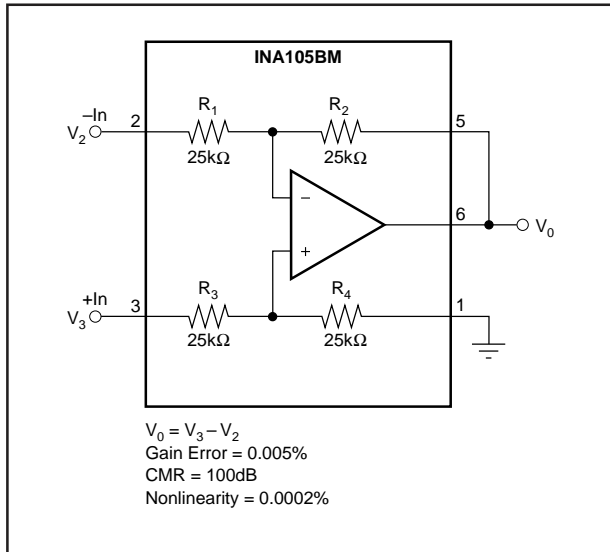 INA105BM
–In
V2
2
R1
25kΩ
R2
25kΩ
5
–
+
6
V0
+In
V3
3
R3
25kΩ
R4
25kΩ
1
V0 = V3 – V2
Gain Error = 0.005%
CMR = 100dB
Nonlinearity = 0.0002%